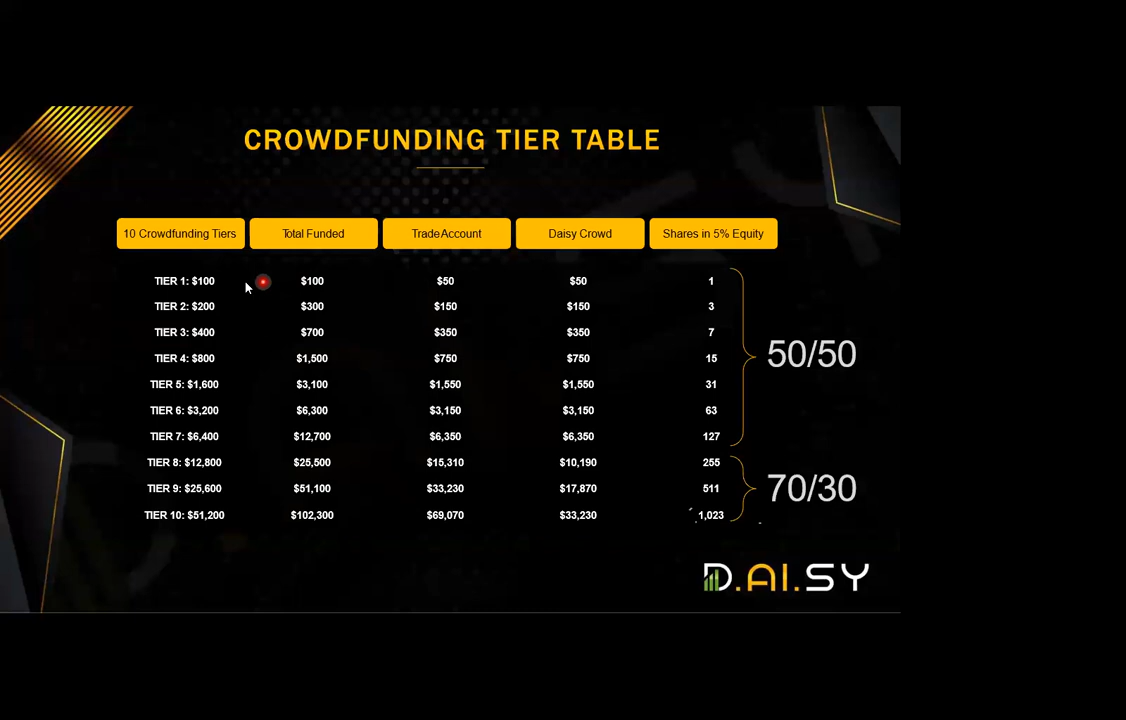 CROWDFUNDING TIER TABLE
10 Crowdfunding Tiers Total Funded Trade Account Daisy Crowd Shares in 5% Equity
TIER 1: $100 $100 $50 $50 1
TIER 2: $200 $300 $150 $150 3
TIER 3: $400 $700 $350 $350 7
TIER 4: $800 $1,500 $750 $750 15
50/50
TIER 5: $1,600 $3,100 $1,550 $1,550 31
TIER 6: $3,200 $6,300 $3,150 $3,150 63
TIER 7: $6,400 $12,700 $6,350 $6,350 127
TIER 8: $12,800 $25,500 $15,310 $10,190 255
TIER 9: $25,600 $51,100 $33,230 $17,870 511
70/30
TIER 10: $51,200 $102,300 $69,070 $33,230 1,023
D.AI.SY